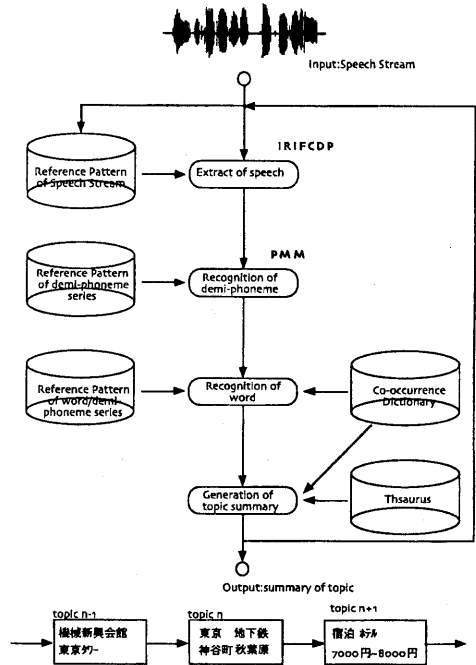 Input:Speech Stream
IRIFCDP
Reference Pattern
of Speech Stream
Extract of speech
PMM
Reference Pattern
of demi-phoneme
series
Recognition of
demi-phoneme
Reference Pattern
of word/demi-
phoneme series
Recognition of
word
Co-occurrence
Dictionary
Generation of
topic summary
Thsaurus
Output:summary of topic
topic n-1
機械新興会館
東京タワー
topic n
東京 地下鉄
神谷町 秋葉原
topic n+1
宿泊 ホテル
7000円~8000円